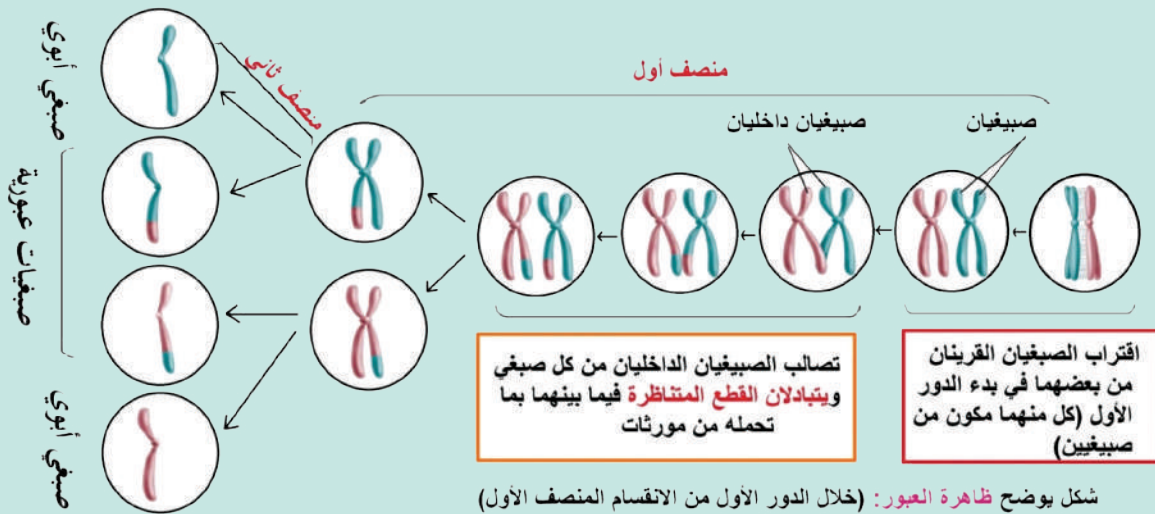 منصف أول
صبيغيان
صبيغيان داخليان
اقتراب الصبغيان القرينان
من بعضهما في بدء الدور
الأول (كل منهما مكون من
صبيغيين)
تصالب الصبيغيان الداخليان من كل صبغي
ويتبادلان القطع المتناظرة فيما بينهما بما
تحمله من مورثات
منصف ثاني
صبغي أبوي
صبغيات عبورية
صبغي أبوي
شكل يوضح ظاهرة العبور: (خلال الدور الأول من الانقسام المنصف الأول)